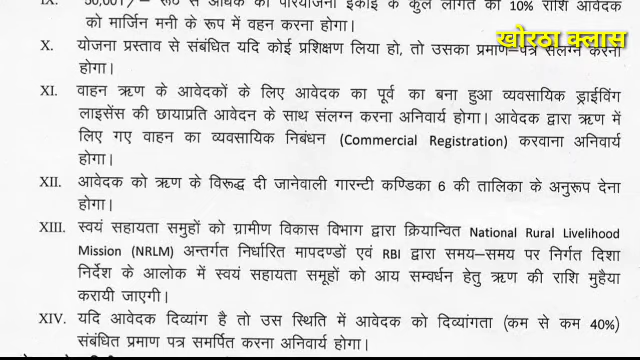 IX. 50,001/- रू० से अधिक की परियोजना इकाई के कुल लागत का 10% राशि आवेदक
को मार्जिन मनी के रूप में वहन करना होगा।
खोरठा क्लास
X. योजना प्रस्ताव से संबंधित यदि कोई प्रशिक्षण लिया हो, तो उसका प्रमाण–पत्र संलग्न करना
होगा।
XI. वाहन ऋण के आवेदकों के लिए आवेदक का पूर्व का बना हुआ व्यवसायिक ड्राईविंग
लाइसेंस की छायाप्रति आवेदन के साथ संलग्न करना अनिवार्य होगा। आवेदक द्वारा ऋण में
लिए गए वाहन का व्यवसायिक निबंधन (Commercial Registration) करवाना अनिवार्य
होगा।
XII. आवेदक को ऋण के विरूद्ध दी जानेवाली गारन्टी कण्डिका 6 की तालिका के अनुरूप देना
होगा।
XIII. स्वयं सहायता समुहों को ग्रामीण विकास विभाग द्वारा क्रियान्वित National Rural Livelihood
Mission (NRLM) अन्तर्गत निर्धारित मापदण्डों एवं RBI द्वारा समय–समय पर निर्गत दिशा
निर्देश के आलोक में स्वयं सहायता समूहों को आय सम्वर्धन हेतु ऋण की राशि मुहैया
करायी जाएगी।
XIV. यदि आवेदक दिव्यांग है तो उस स्थिति में आवेदक को दिव्यांगता (कम से कम 40%)
संबंधित प्रमाण पत्र समर्पित करना अनिवार्य होगा।